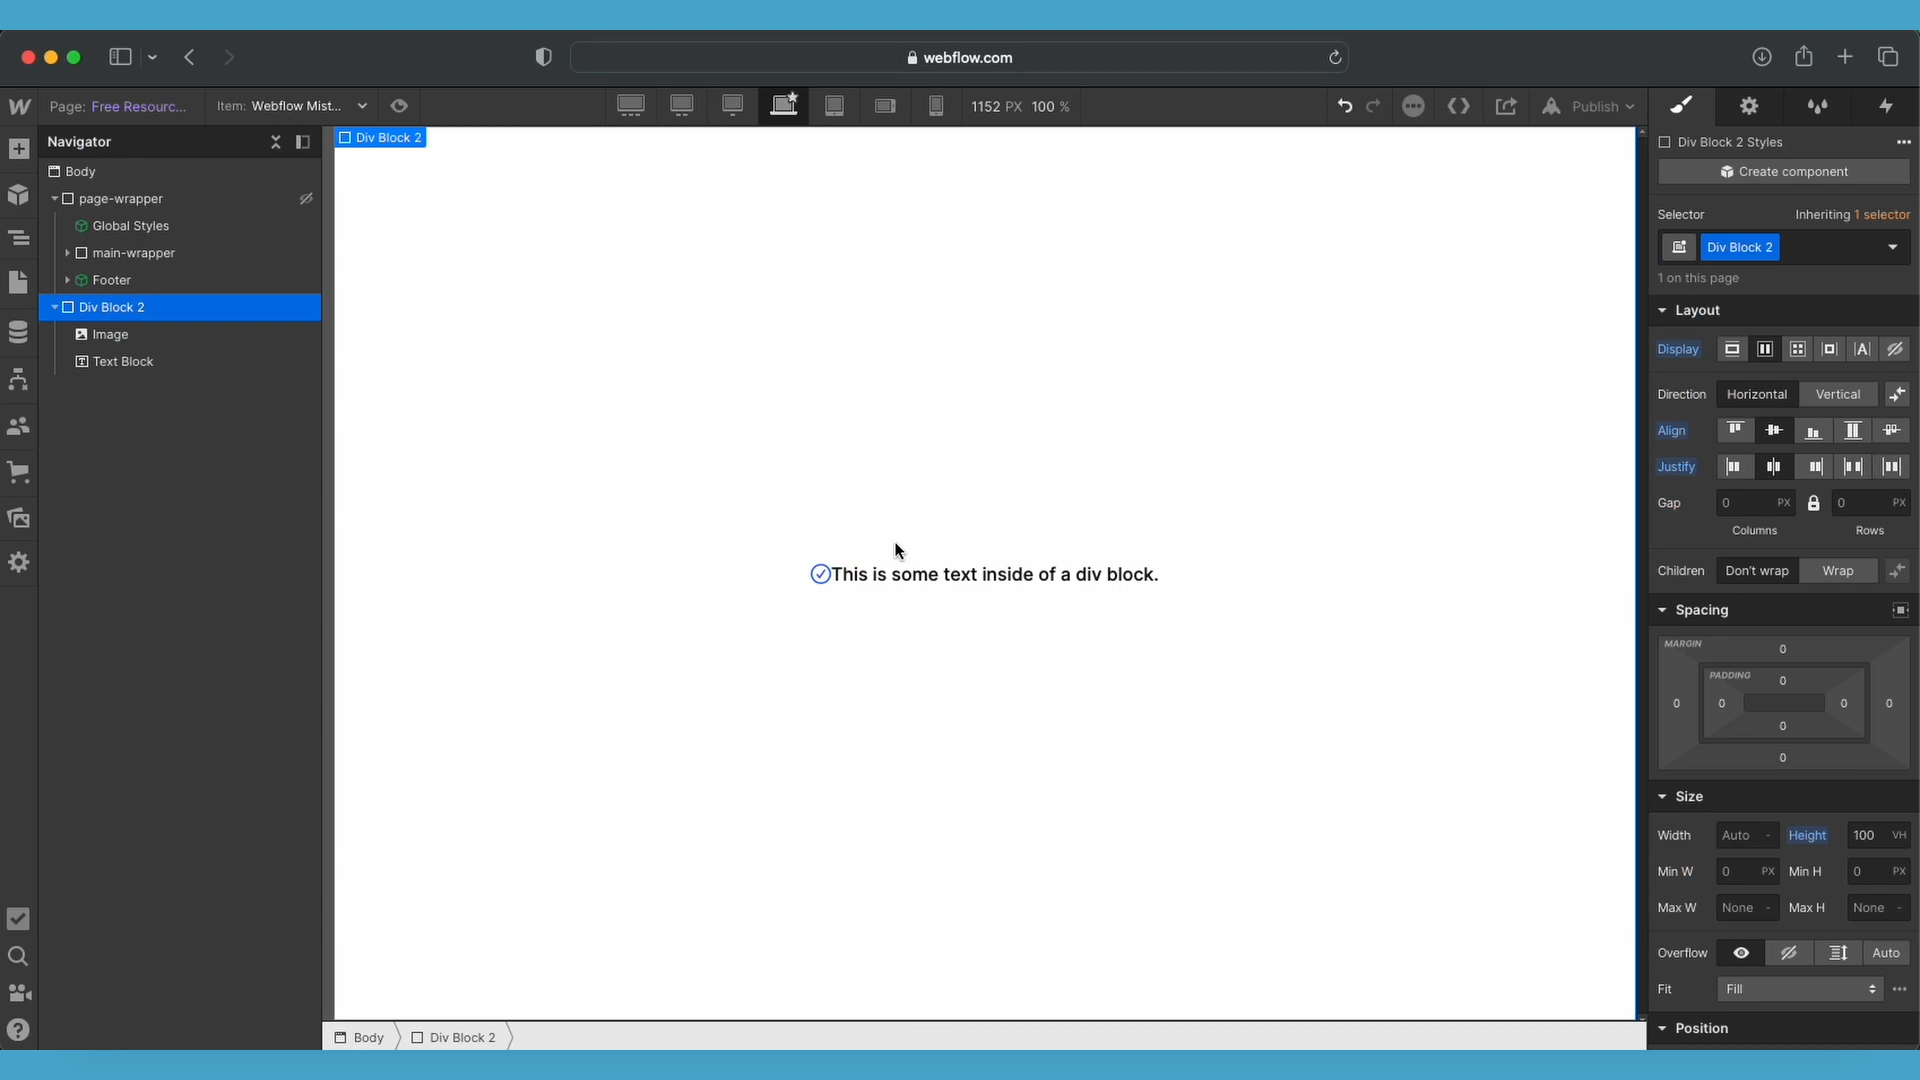 webflow.com
Page: Free Resourc... Item: Webflow Mist... 1152 PX 100 % Publish
Navigator
Body
page-wrapper
Global Styles
main-wrapper
Footer
Div Block 2
Image
Text Block
Div Block 2
This is some text inside of a div block.
Body Div Block 2
Div Block 2 Styles
Create component
Selector Inheriting 1 selector
Div Block 2
1 on this page
Layout
Display
Direction Horizontal Vertical
Align
Justify
Gap 0 PX 0 PX
Columns Rows
Children Don't wrap Wrap
Spacing
MARGIN
0
PADDING
0
0 0 0 0
0
0
Size
Width Auto - Height 100 VH
Min W 0 PX Min H 0 PX
Max W None - Max H None -
Overflow Auto
Fit Fill
Position